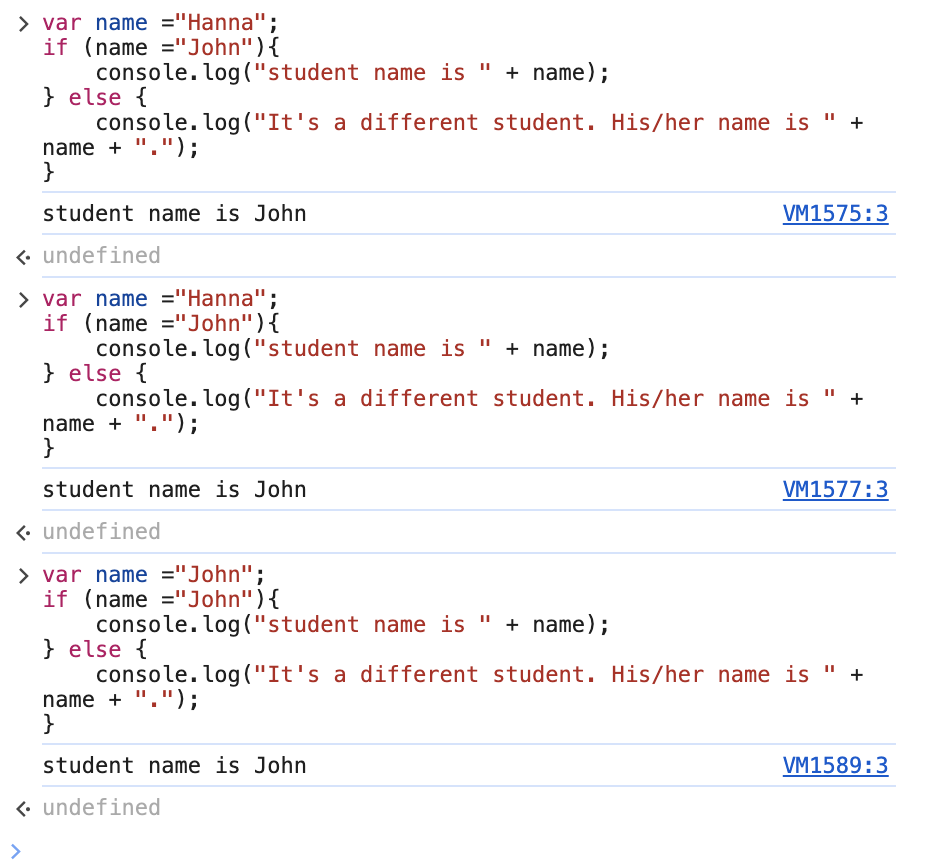 > var name ="Hanna";
if (name ="John"){
    console.log("student name is " + name);
} else {
    console.log("It's a different student. His/her name is " +
name + ".");
}
student name is John VM1575:3
undefined
> var name ="Hanna";
if (name ="John"){
    console.log("student name is " + name);
} else {
    console.log("It's a different student. His/her name is " +
name + ".");
}
student name is John VM1577:3
undefined
> var name ="John";
if (name ="John"){
    console.log("student name is " + name);
} else {
    console.log("It's a different student. His/her name is " +
name + ".");
}
student name is John VM1589:3
undefined
>